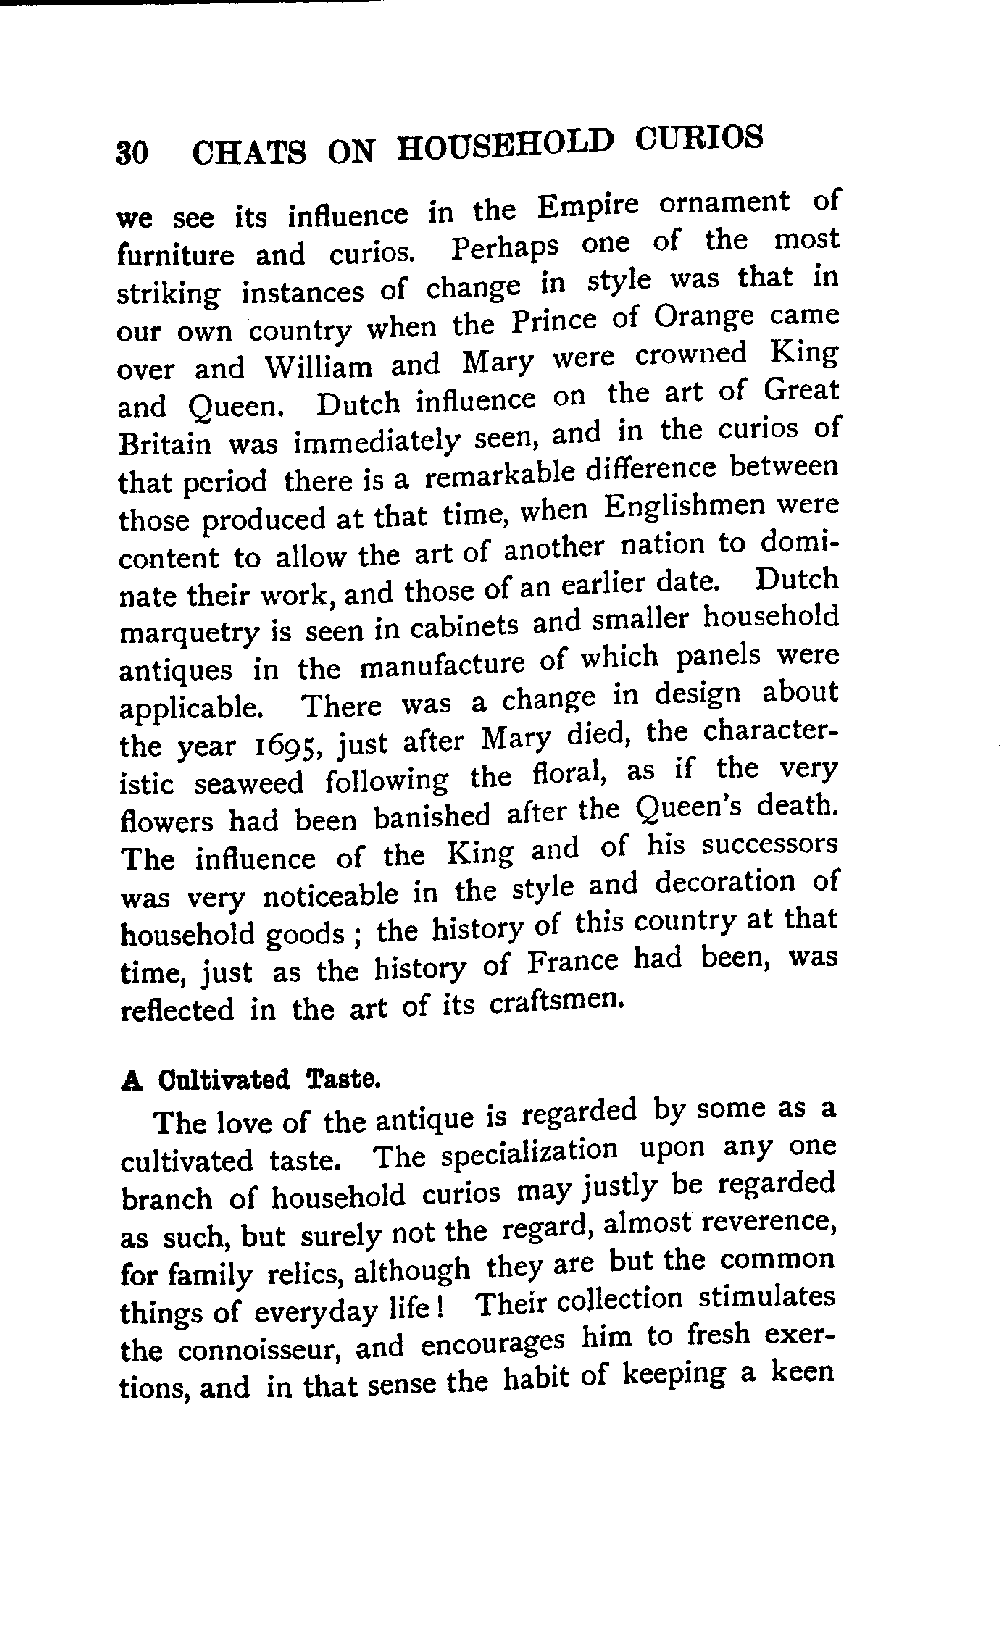 30 CHATS ON HOUSEHOLD CURIOS
we see its influence in the Empire ornament of
furniture and curios. Perhaps one of the most
striking instances of change in style was that in
our own country when the Prince of Orange came
over and William and Mary were crowned King
and Queen. Dutch influence on the art of Great
Britain was immediately seen, and in the curios of
that period there is a remarkable difference between
those produced at that time, when Englishmen were
content to allow the art of another nation to domi-
nate their work, and those of an earlier date. Dutch
marquetry is seen in cabinets and smaller household
antiques in the manufacture of which panels were
applicable. There was a change in design about
the year 1695, just after Mary died, the character-
istic seaweed following the floral, as if the very
flowers had been banished after the Queen's death.
The influence of the King and of his successors
was very noticeable in the style and decoration of
household goods ; the history of this country at that
time, just as the history of France had been, was
reflected in the art of its craftsmen.
A Cultivated Taste.
The love of the antique is regarded by some as a
cultivated taste. The specialization upon any one
branch of household curios may justly be regarded
as such, but surely not the regard, almost reverence,
for family relics, although they are but the common
things of everyday life! Their collection stimulates
the connoisseur, and encourages him to fresh exer-
tions, and in that sense the habit of keeping a keen